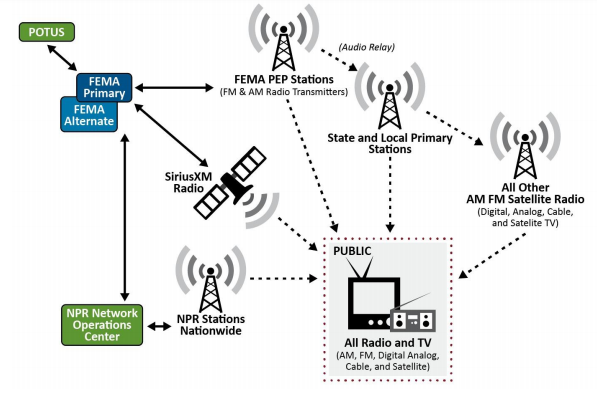 POTUS
FEMA
Primary
FEMA
Alternate
FEMA PEP Stations
(FM & AM Radio Transmitters)
(Audio Relay)
State and Local Primary
Stations
All Other
AM FM Satellite Radio
(Digital, Analog, Cable,
and Satelite TV)
SiriusXM
Radio
NPR Network
Operations
Center
NPR Stations
Nationwide
PUBLIC
All Radio and TV
(AM, FM, Digital Analog,
Cable, and Satellite)